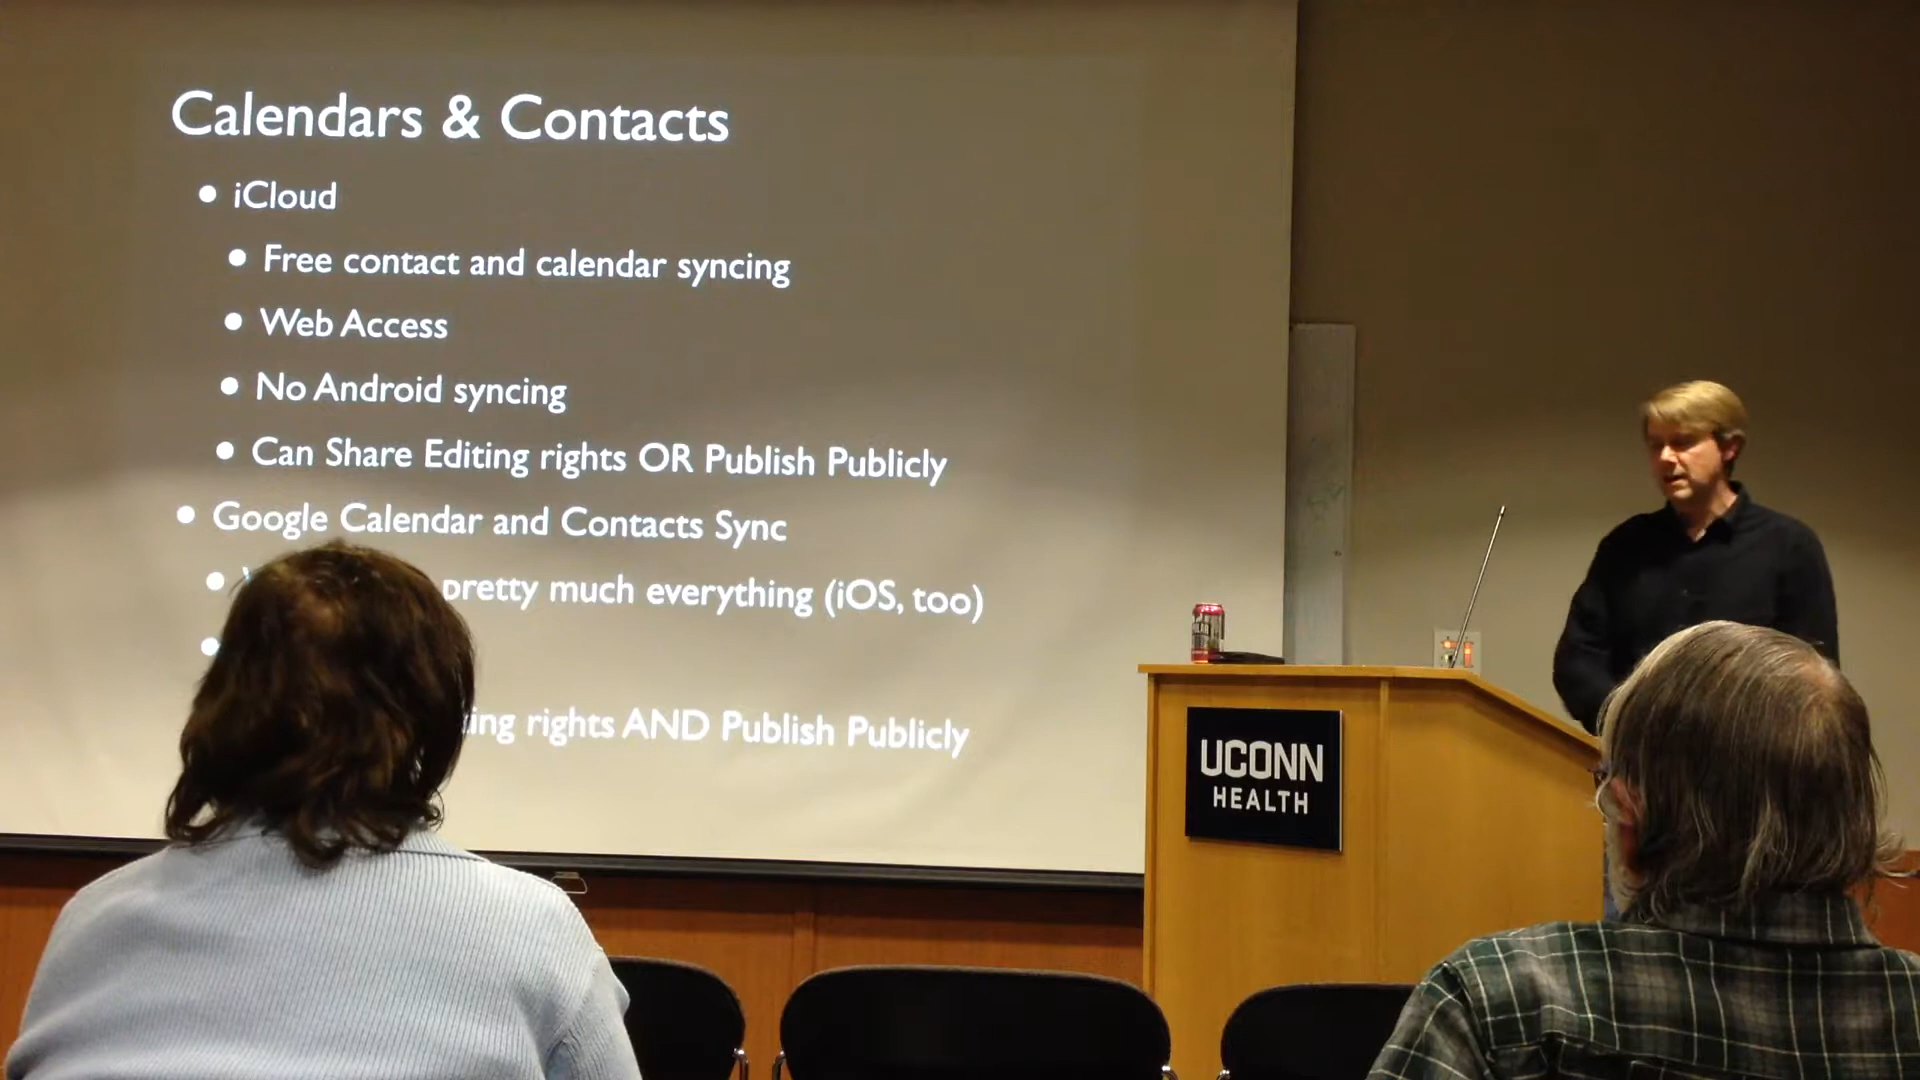 Calendars & Contacts
• iCloud
• Free contact and calendar syncing
• Web Access
• No Android syncing
• Can Share Editing rights OR Publish Publicly
• Google Calendar and Contacts Sync
• pretty much everything (iOS, too)
•
ing rights AND Publish Publicly
UCONN
HEALTH